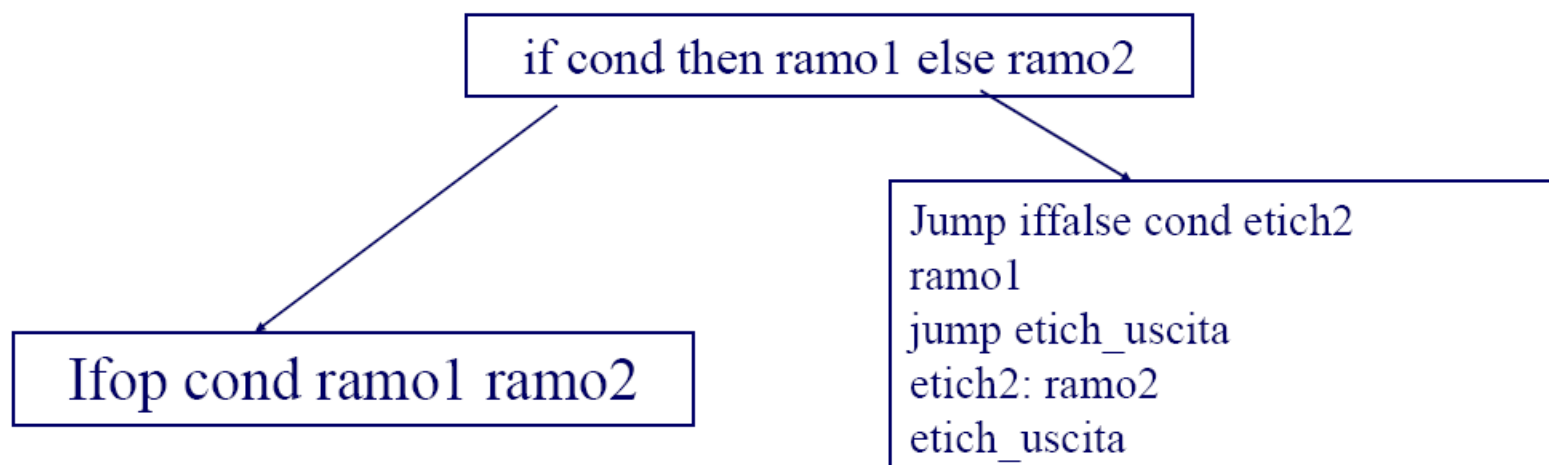 if cond then ramo1 else ramo2
Ifop cond ramo1 ramo2
Jump iffalse cond etich2
ramo1
jump etich_uscita
etich2: ramo2
etich_uscita